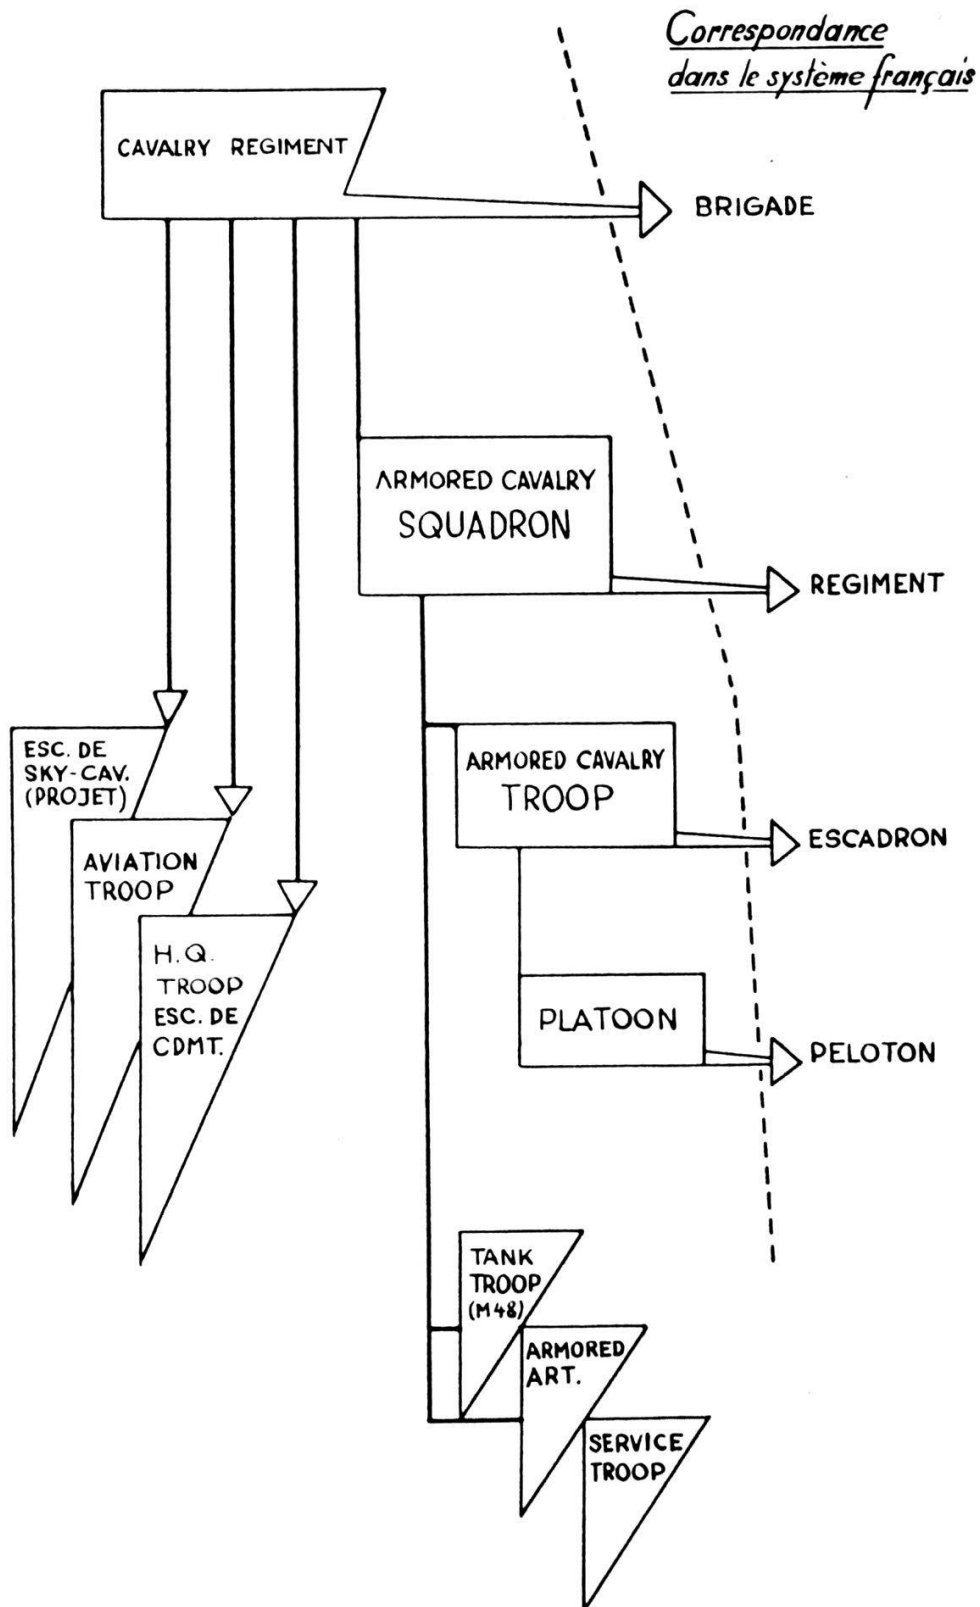 Correspondance
dans le système français
CAVALRY REGIMENT
BRIGADE
ARMORED CAVALRY
SQUADRON
REGIMENT
ESC. DE
SKY-CAV.
(PROJET)
AVIATION
TROOP
H.Q.
TROOP
ESC. DE
CDMT.
ARMORED CAVALRY
TROOP
ESCADRON
PLATOON
PELOTON
TANK
TROOP
(M48)
ARMORED
ART.
SERVICE
TROOP